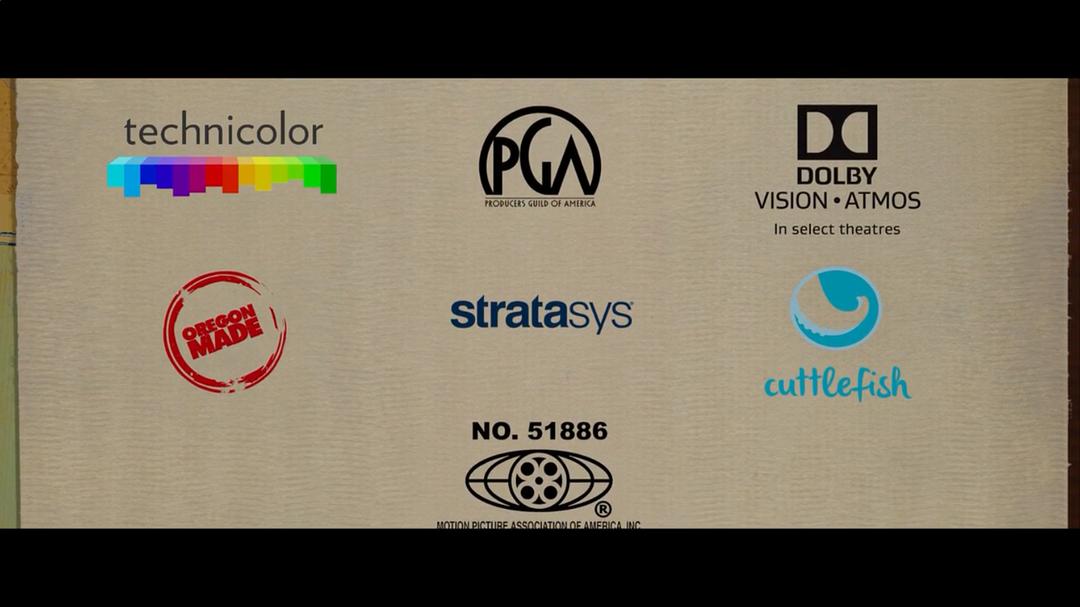 technicolor
PGA
PRODUCERS GUILD OF AMERICA
DOLBY
VISION • ATMOS
In select theatres
OREGON
MADE
stratasys®
cuttlefish
NO. 51886
®
MOTION PICTURE ASSOCIATION OF AMERICA, INC.